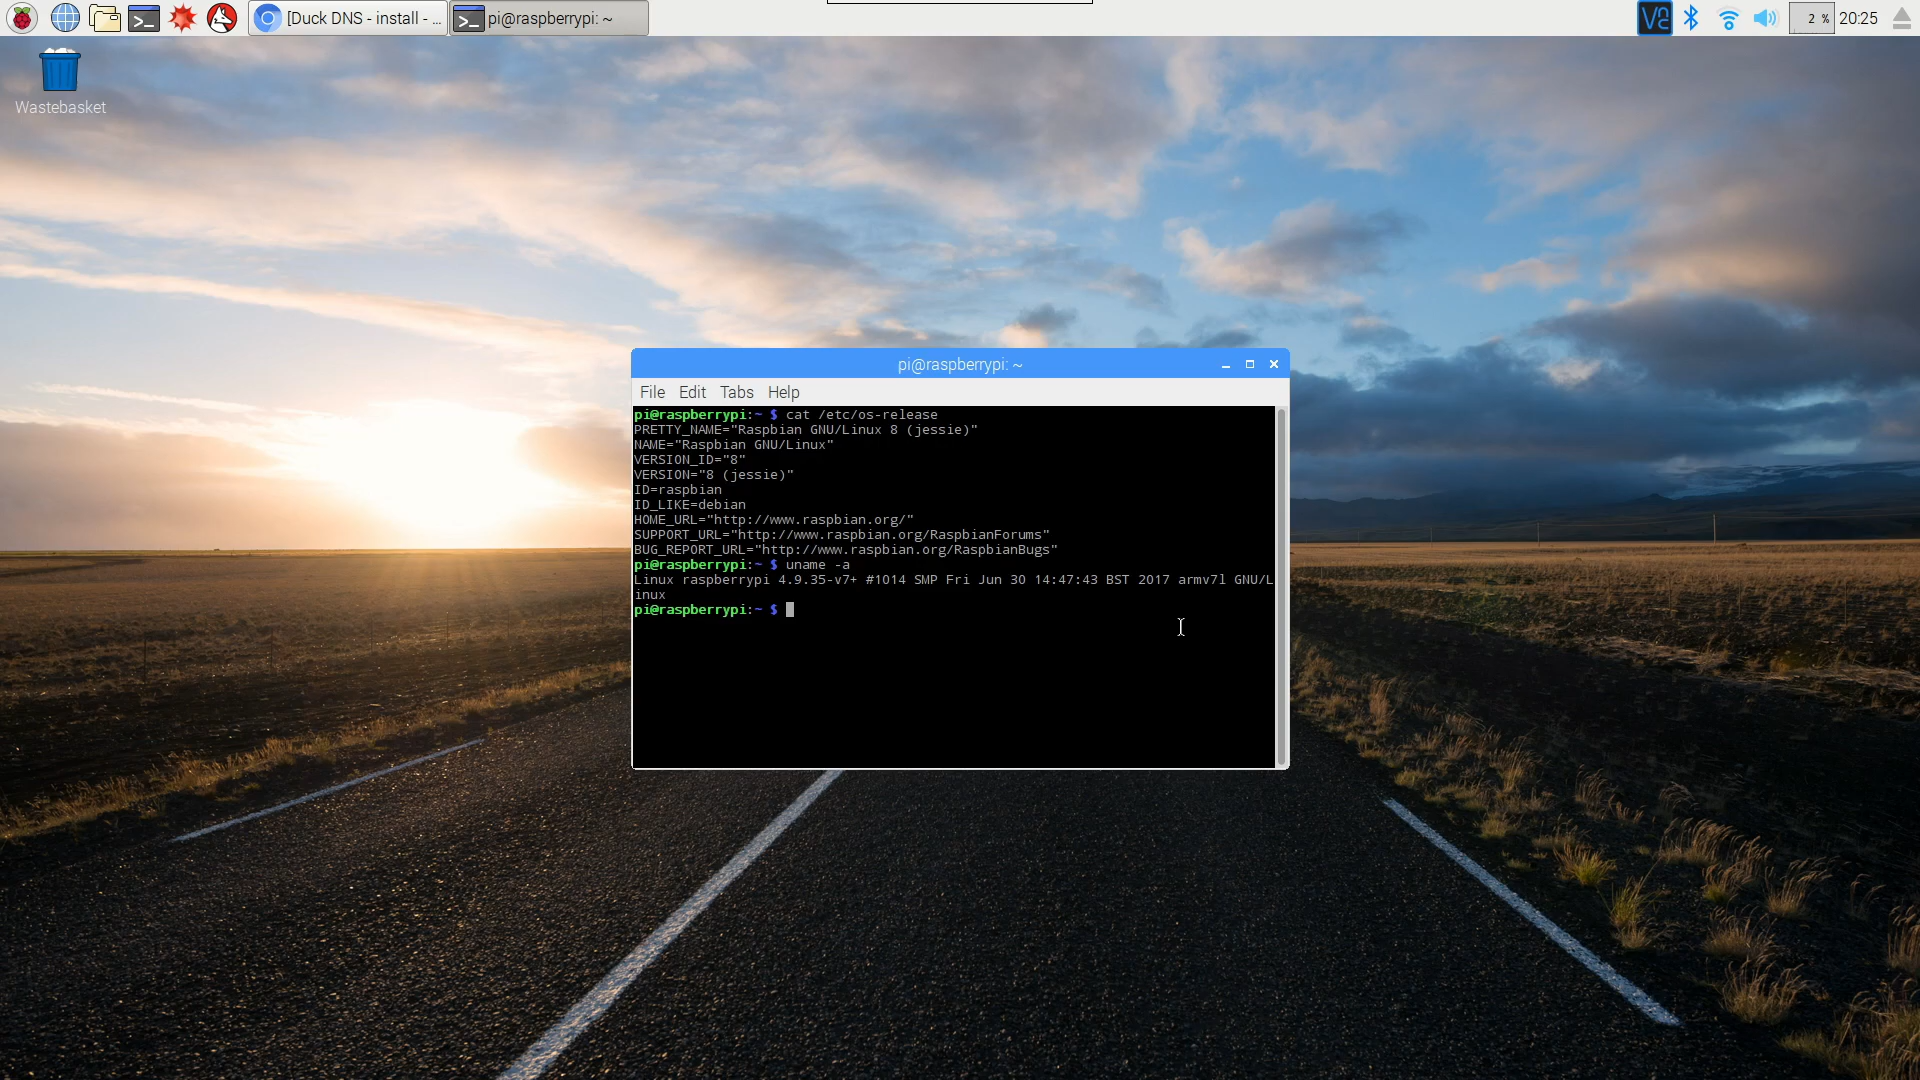 [Duck DNS - install - ...
pi@raspberrypi: ~
2 %
20:25
Wastebasket
pi@raspberrypi: ~
File Edit Tabs Help
pi@raspberrypi:~ $ cat /etc/os-release
PRETTY_NAME="Raspbian GNU/Linux 8 (jessie)"
NAME="Raspbian GNU/Linux"
VERSION_ID="8"
VERSION="8 (jessie)"
ID=raspbian
ID_LIKE=debian
HOME_URL="http://www.raspbian.org/"
SUPPORT_URL="http://www.raspbian.org/RaspbianForums"
BUG_REPORT_URL="http://www.raspbian.org/RaspbianBugs"
pi@raspberrypi:~ $ uname -a
Linux raspberrypi 4.9.35-v7+ #1014 SMP Fri Jun 30 14:47:43 BST 2017 armv7l GNU/L
inux
pi@raspberrypi:~ $